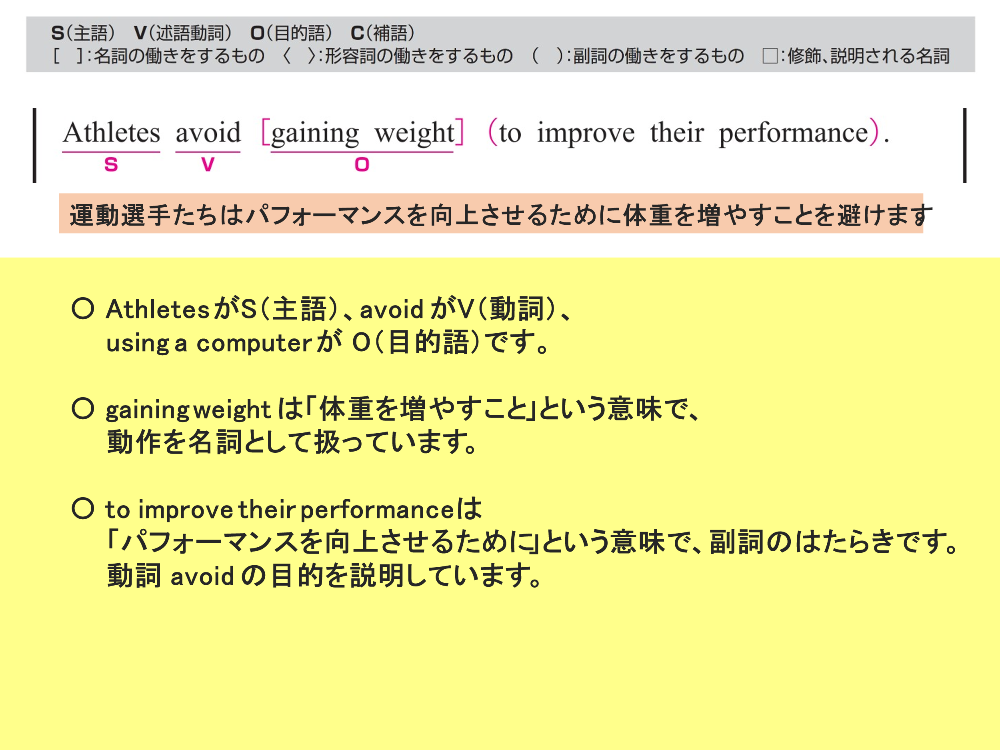 S（主語）　V（述語動詞）　O（目的語）　C（補語）
［　］：名詞の働きをするもの　〈　〉：形容詞の働きをするもの　（　）：副詞の働きをするもの　□：修飾、説明される名詞
Athletes avoid [gaining weight] (to improve their performance).
S V O
運動選手たちはパフォーマンスを向上させるために体重を増やすことを避けます
〇 AthletesがS（主語）、avoid がV（動詞）、
using a computerが O（目的語）です。
〇 gaining weight は「体重を増やすこと」という意味で、
動作を名詞として扱っています。
〇 to improve their performanceは
「パフォーマンスを向上させるために」という意味で、副詞のはたらきです。
動詞 avoid の目的を説明しています。